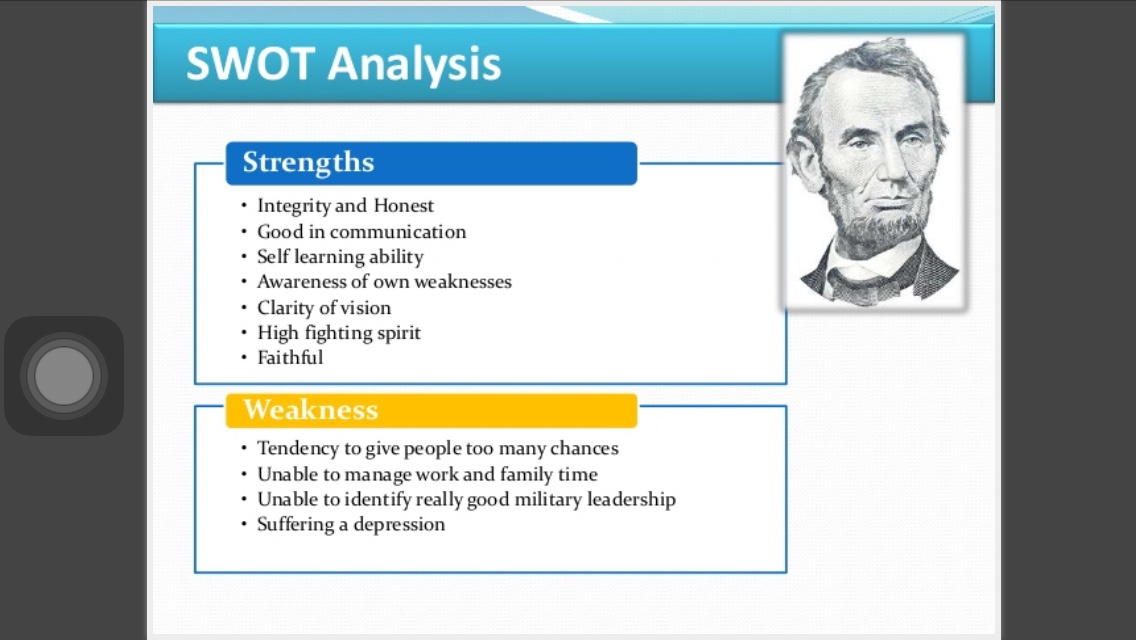 SWOT Analysis
Strengths
• Integrity and Honest
• Good in communication
• Self learning ability
• Awareness of own weaknesses
• Clarity of vision
• High fighting spirit
• Faithful
Weakness
• Tendency to give people too many chances
• Unable to manage work and family time
• Unable to identify really good military leadership
• Suffering a depression